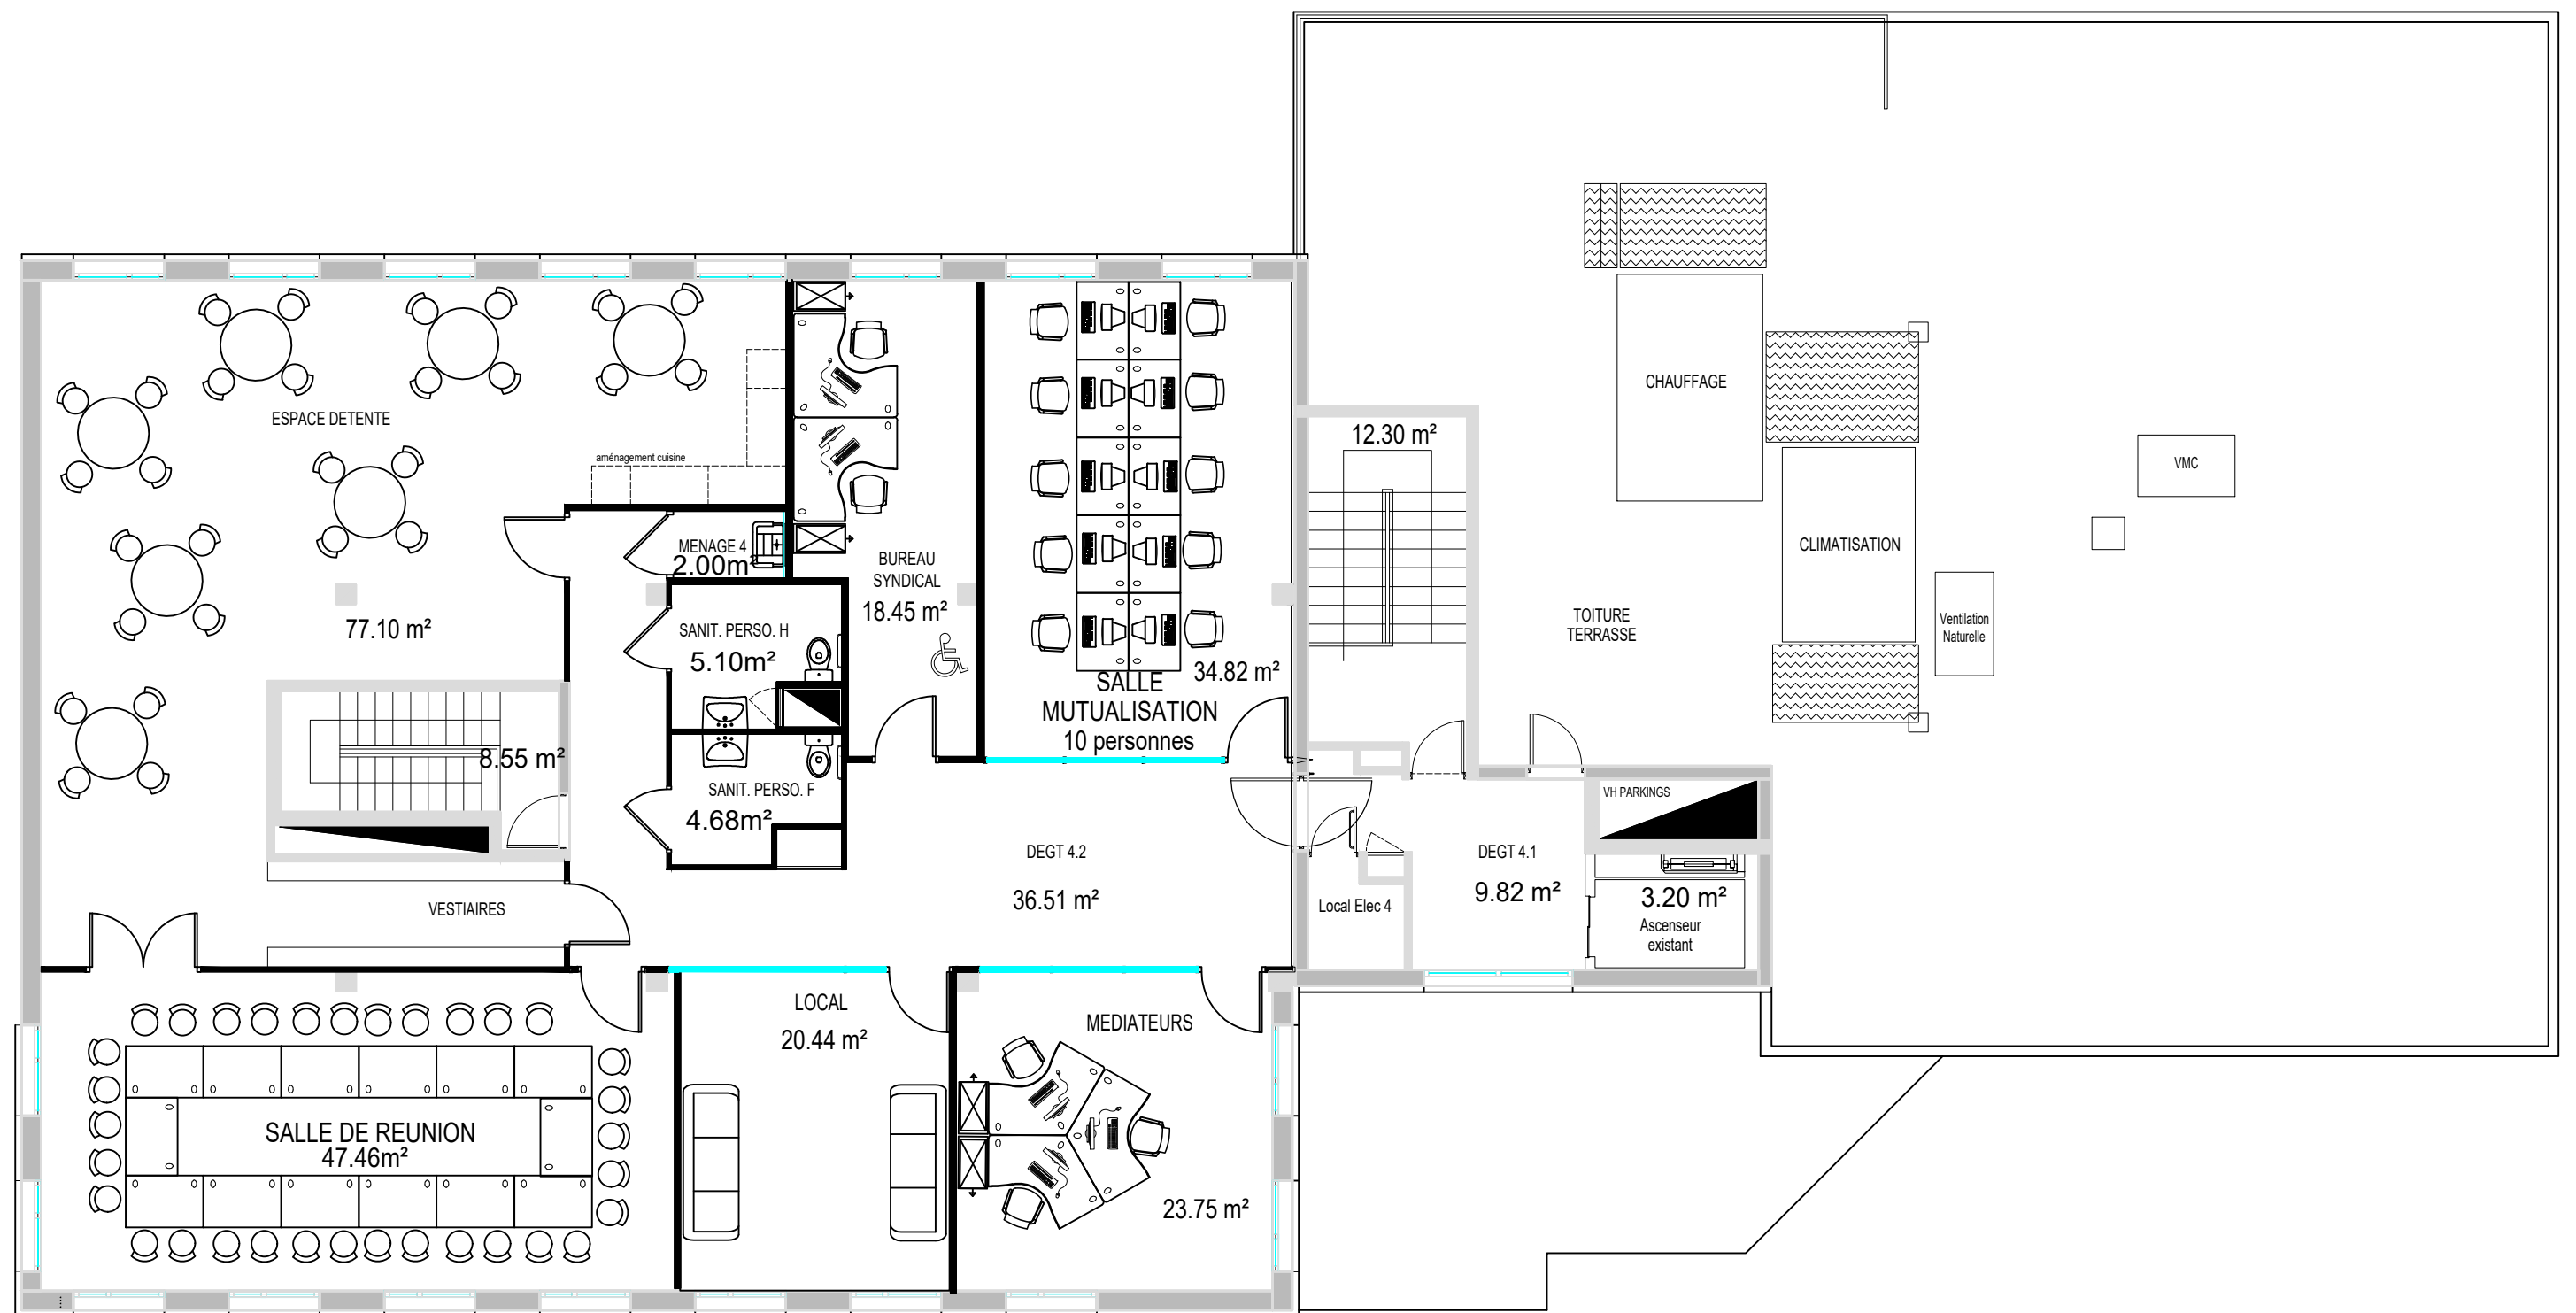 ESPACE DETENTE
aménagement cuisine
77.10 m²
MENAGE 4
2.00m²
BUREAU
SYNDICAL
18.45 m²
SANIT. PERSO. H
5.10m²
SANIT. PERSO. F
4.68m²
8.55 m²
VESTIAIRES
34.82 m²
SALLE
MUTUALISATION
10 personnes
DEGT 4.2
36.51 m²
12.30 m²
CHAUFFAGE
CLIMATISATION
VMC
Ventilation
Naturelle
TOITURE
TERRASSE
VH PARKINGS
DEGT 4.1
9.82 m²
Local Elec 4
3.20 m²
Ascenseur
existant
SALLE DE REUNION
47.46m²
LOCAL
20.44 m²
MEDIATEURS
23.75 m²